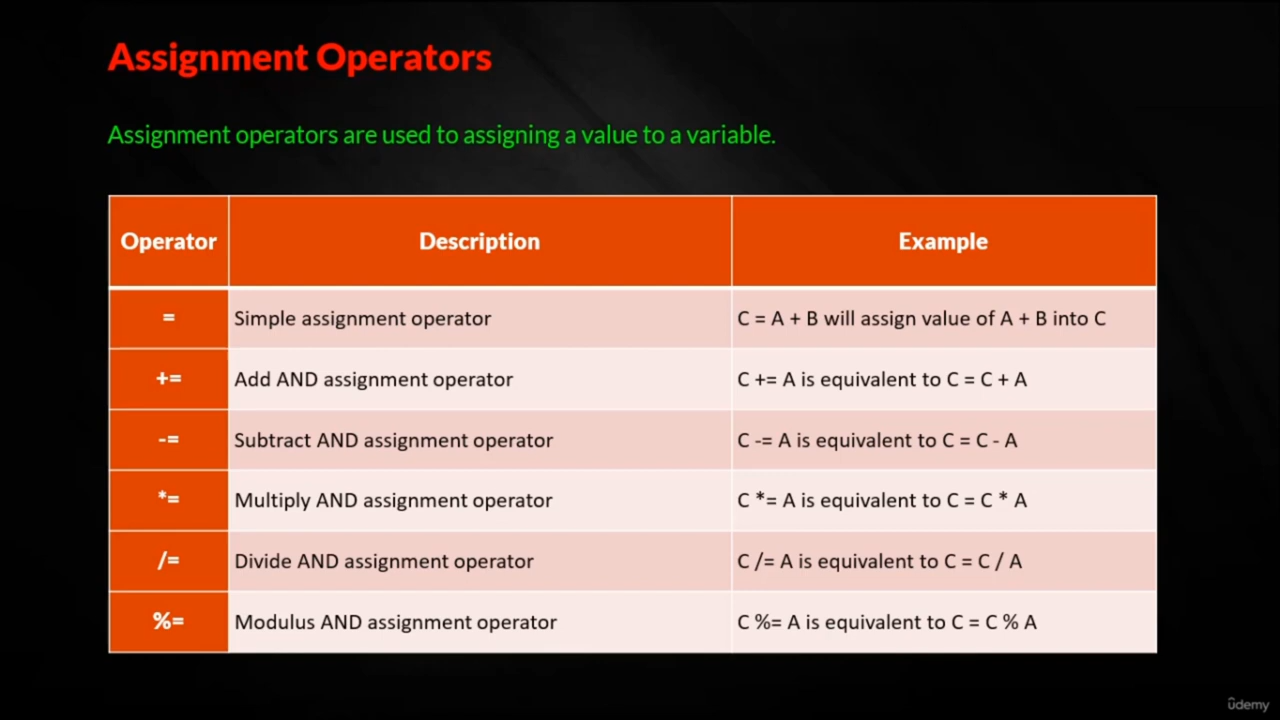 Assignment Operators
Assignment operators are used to assigning a value to a variable.
Operator Description Example
= Simple assignment operator C = A + B will assign value of A + B into C
+= Add AND assignment operator C += A is equivalent to C = C + A
-= Subtract AND assignment operator C -= A is equivalent to C = C - A
*= Multiply AND assignment operator C *= A is equivalent to C = C * A
/= Divide AND assignment operator C /= A is equivalent to C = C / A
%= Modulus AND assignment operator C %= A is equivalent to C = C % A
ûdemy